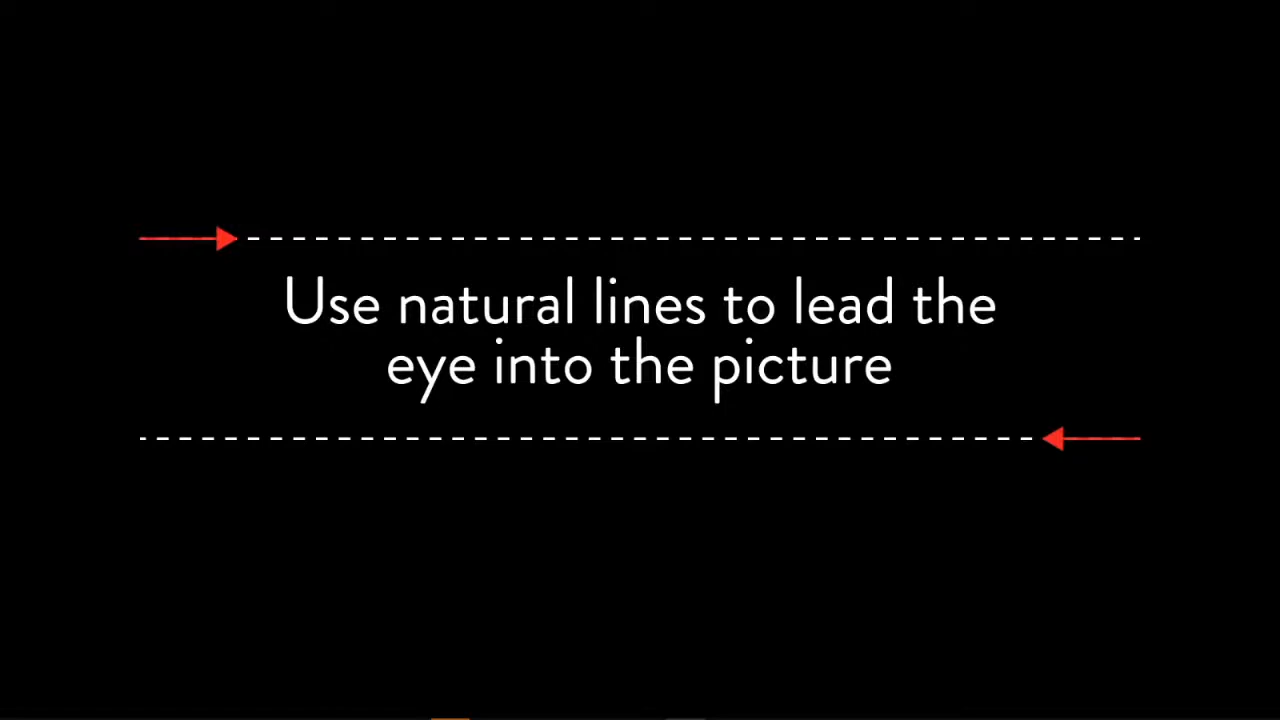 Use natural lines to lead the
eye into the picture